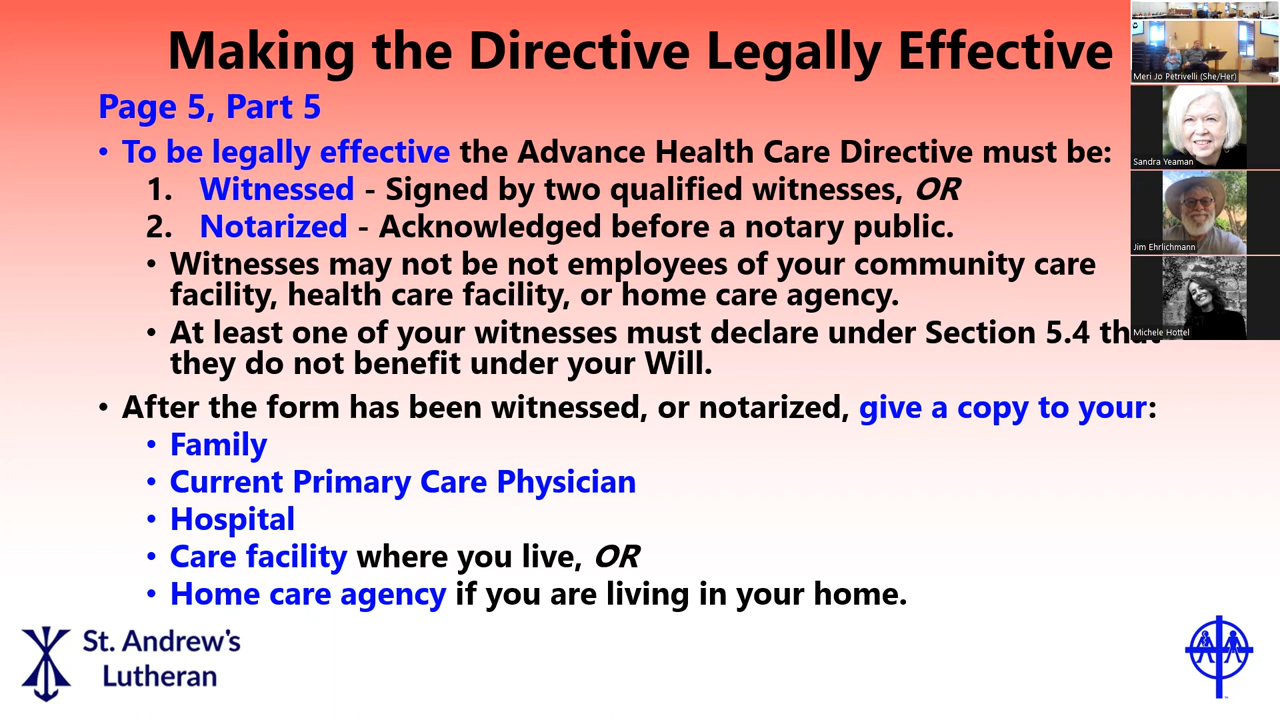 Making the Directive Legally Effective
Page 5, Part 5
• To be legally effective the Advance Health Care Directive must be:
1. Witnessed - Signed by two qualified witnesses, OR
2. Notarized - Acknowledged before a notary public.
• Witnesses may not be not employees of your community care
facility, health care facility, or home care agency.
• At least one of your witnesses must declare under Section 5.4 that
they do not benefit under your Will.
• After the form has been witnessed, or notarized, give a copy to your:
• Family
• Current Primary Care Physician
• Hospital
• Care facility where you live, OR
• Home care agency if you are living in your home.
St. Andrew's
Lutheran
Meri Jo Petrivelli (She/Her)
Sandra Yeaman
Jim Ehrlichmann
Michele Hottel